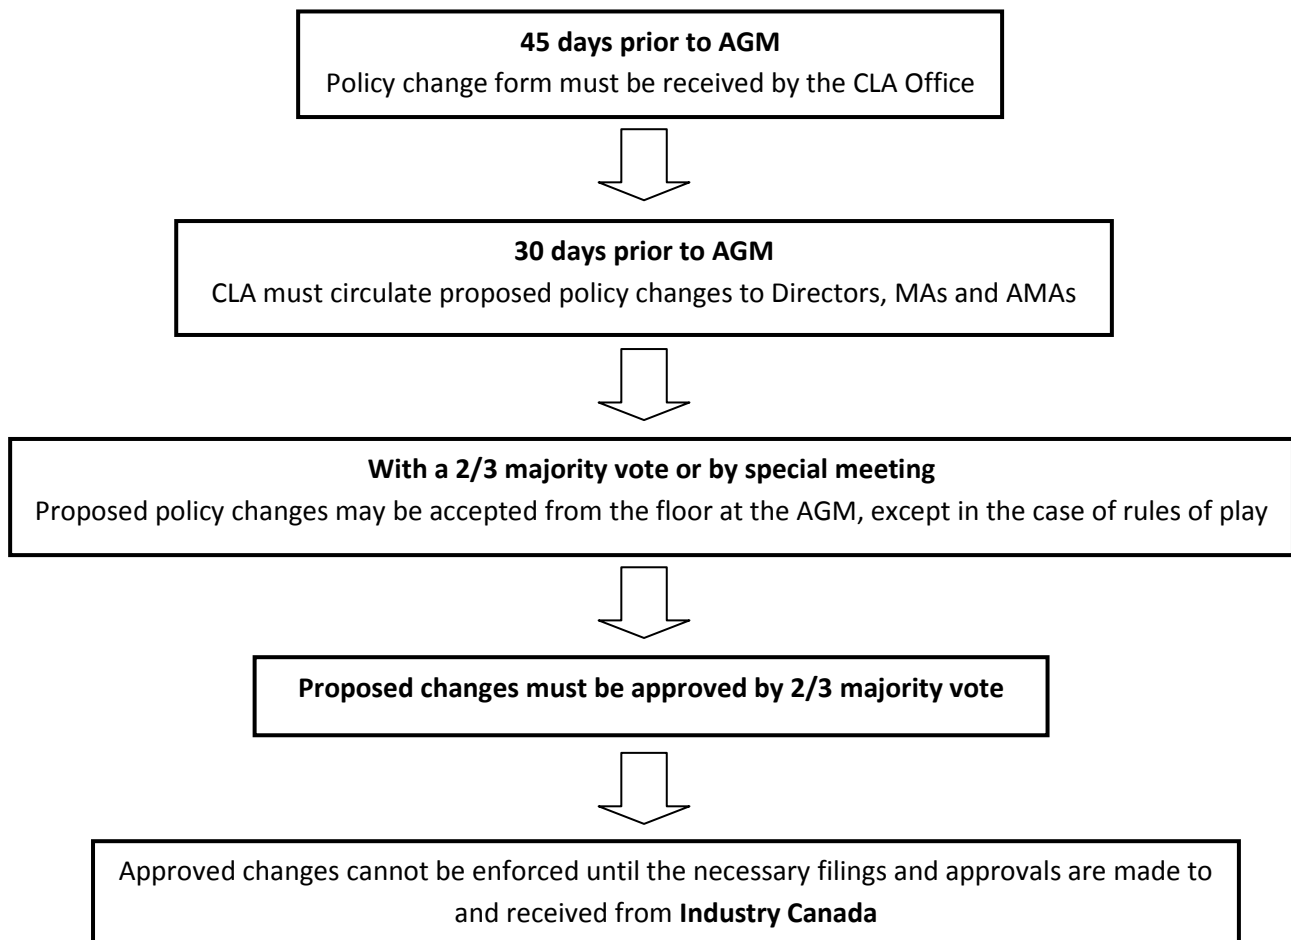 45 days prior to AGM
Policy change form must be received by the CLA Office
30 days prior to AGM
CLA must circulate proposed policy changes to Directors, MAs and AMAs
With a 2/3 majority vote or by special meeting
Proposed policy changes may be accepted from the floor at the AGM, except in the case of rules of play
Proposed changes must be approved by 2/3 majority vote
Approved changes cannot be enforced until the necessary filings and approvals are made to
and received from Industry Canada